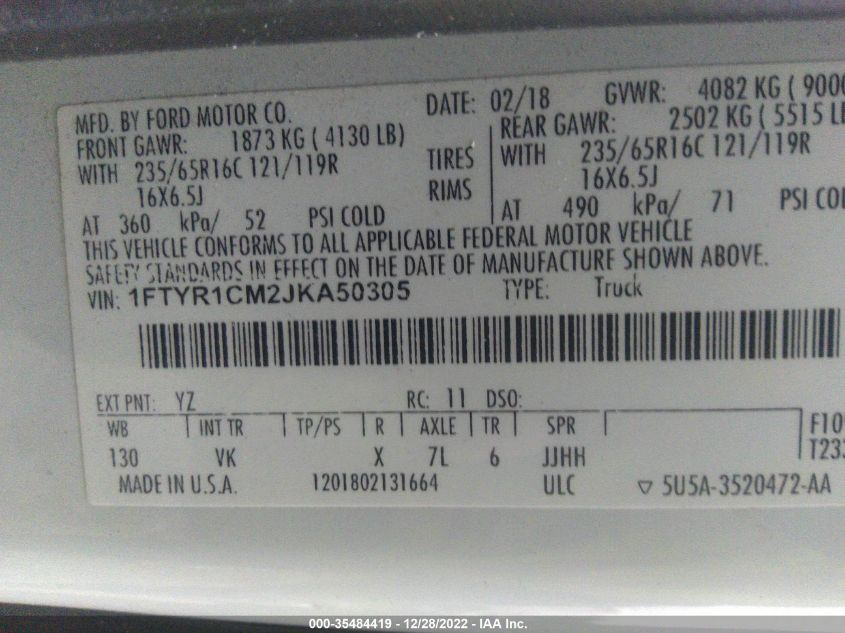 MFD. BY FORD MOTOR CO. DATE: 02/18 GVWR: 4082 KG ( 9000
FRONT GAWR: 1873 KG ( 4130 LB) REAR GAWR: 2502 KG ( 5515 LB
WITH 235/65R16C 121/119R TIRES WITH 235/65R16C 121/119R
16X6.5J RIMS 16X6.5J
AT 360 kPa/ 52 PSI COLD AT 490 kPa/ 71 PSI COL
THIS VEHICLE CONFORMS TO ALL APPLICABLE FEDERAL MOTOR VEHICLE
SAFETY STANDARDS IN EFFECT ON THE DATE OF MANUFACTURE SHOWN ABOVE.
VIN: 1FTYR1CM2JKA50305 TYPE: Truck
EXT PNT: YZ RC: 11 DSO:
WB INT TR TP/PS R AXLE TR SPR F10
130 VK X 7L 6 JJHH T233
MADE IN U.S.A. 1201802131664 ULC ▽ 5U5A-3520472-AA
000-35484419 - 12/28/2022 - IAA Inc.